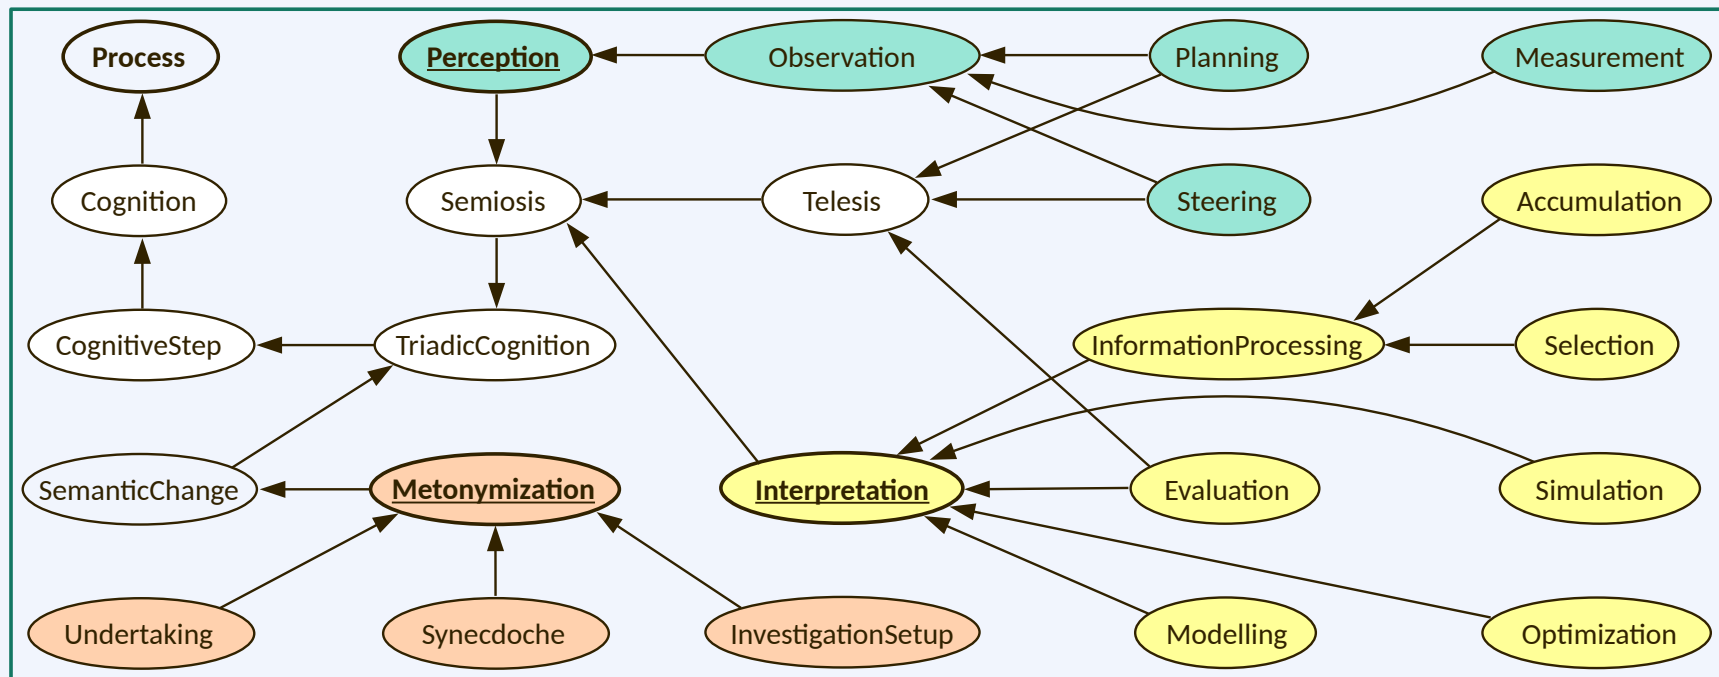 Process
Perception
Observation
Planning
Measurement
Cognition
Semiosis
Telesis
Steering
Accumulation
CognitiveStep
TriadicCognition
InformationProcessing
Selection
SemanticChange
Metonymization
Interpretation
Evaluation
Simulation
Undertaking
Synecdoche
InvestigationSetup
Modelling
Optimization